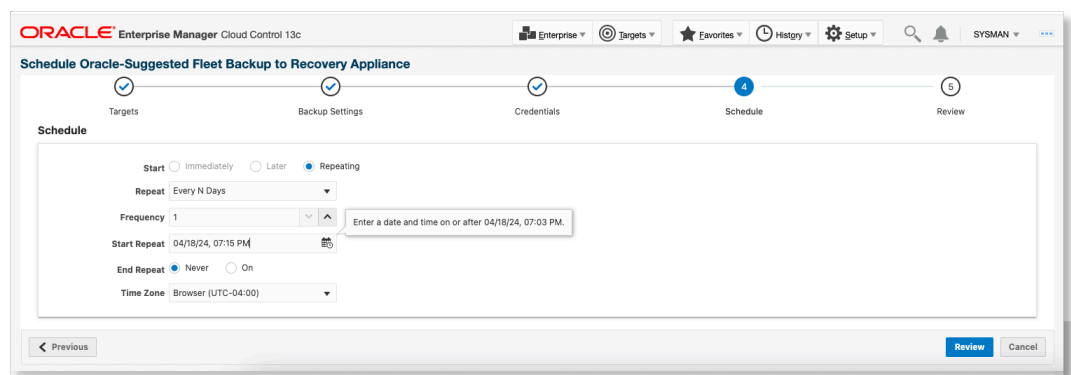 ORACLE Enterprise Manager Cloud Control 13c Enterprise Targets Favorites History Setup SYSMAN
Schedule Oracle-Suggested Fleet Backup to Recovery Appliance
4 5
Targets Backup Settings Credentials Schedule Review
Schedule
Start Immediately Later Repeating
Repeat Every N Days
Frequency 1
Enter a date and time on or after 04/18/24, 07:03 PM.
Start Repeat 04/18/24, 07:15 PM
End Repeat Never On
Time Zone Browser (UTC-04:00)
Previous Review Cancel